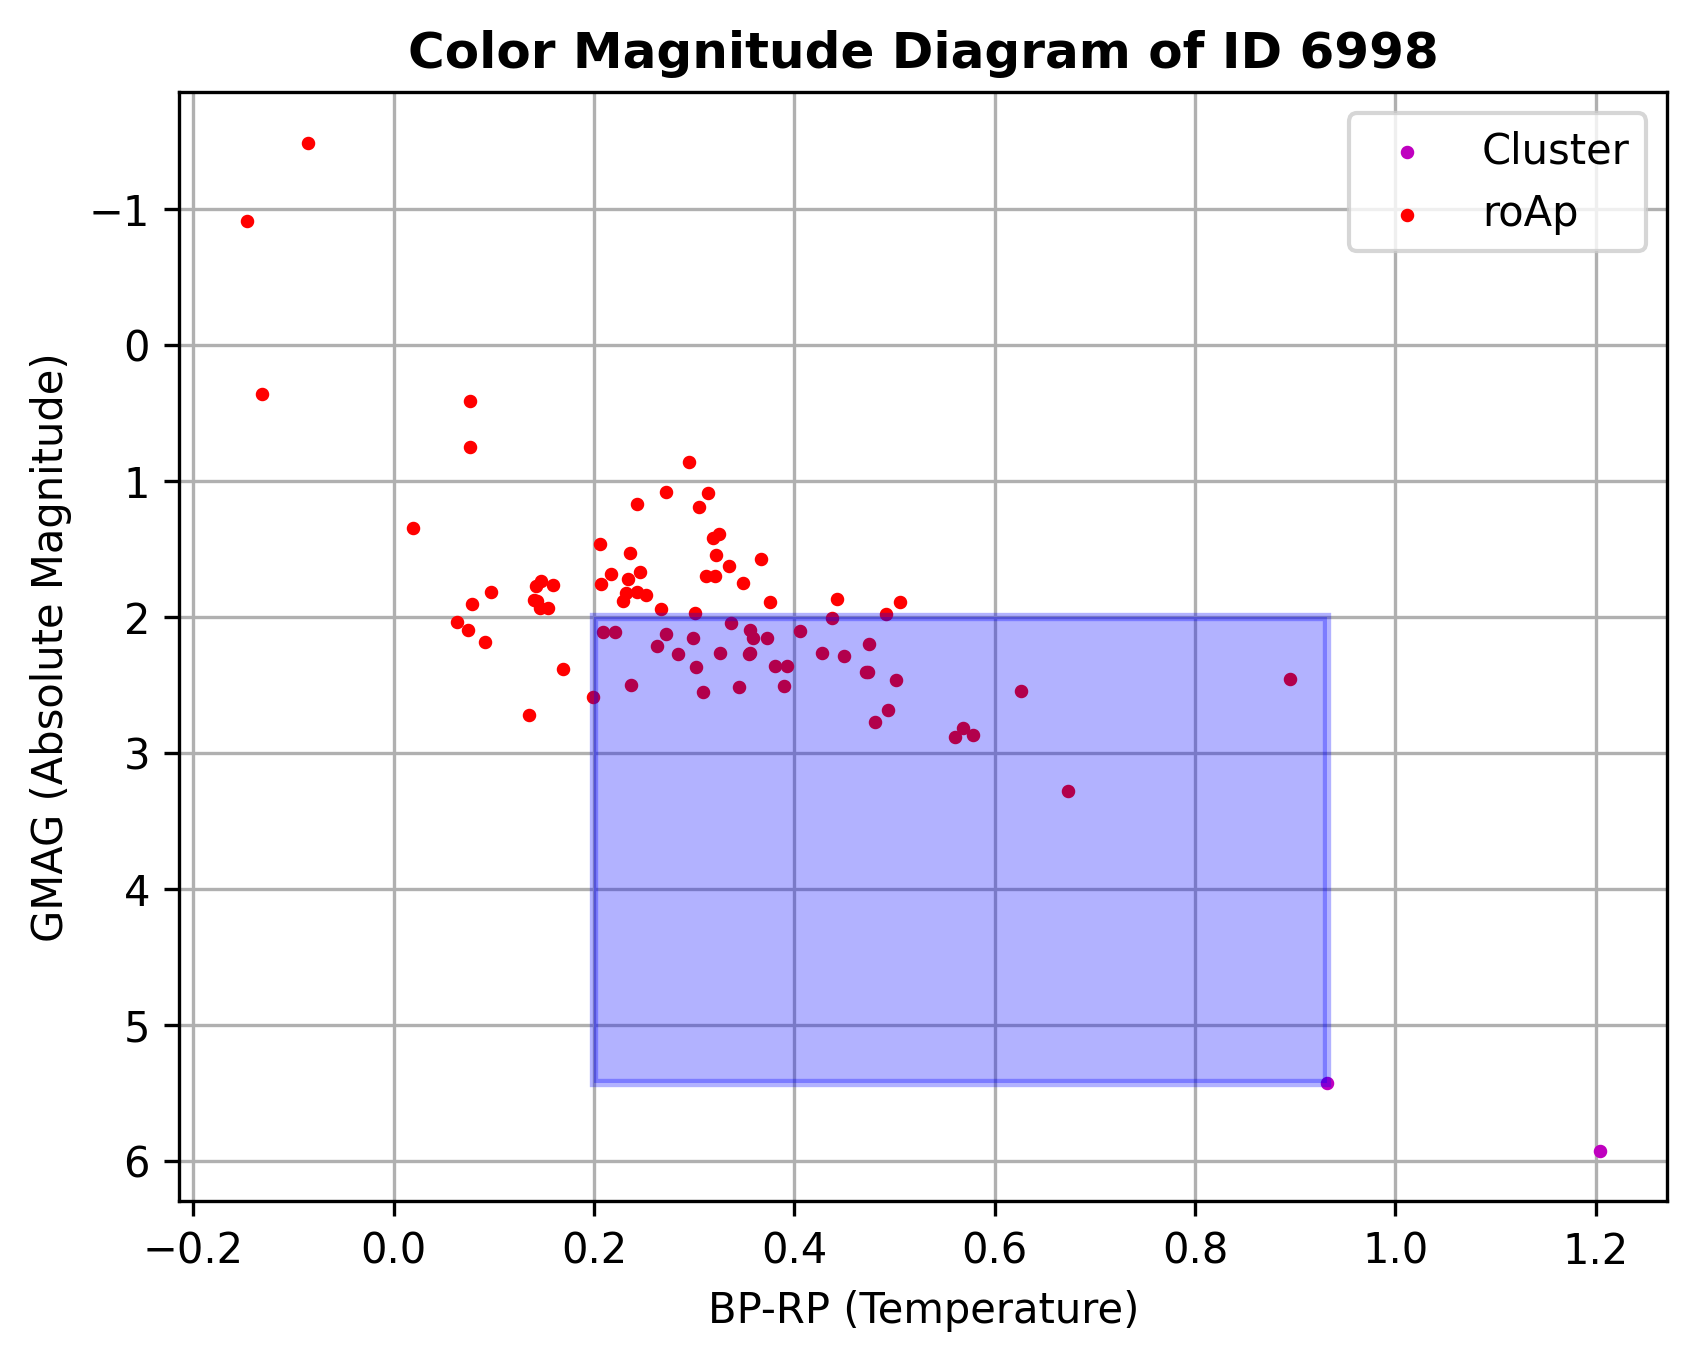 Color Magnitude Diagram of ID 6998
Cluster
roAp
GMAG (Absolute Magnitude)
−1
0
1
2
3
4
5
6
−0.2 0.0 0.2 0.4 0.6 0.8 1.0 1.2
BP-RP (Temperature)